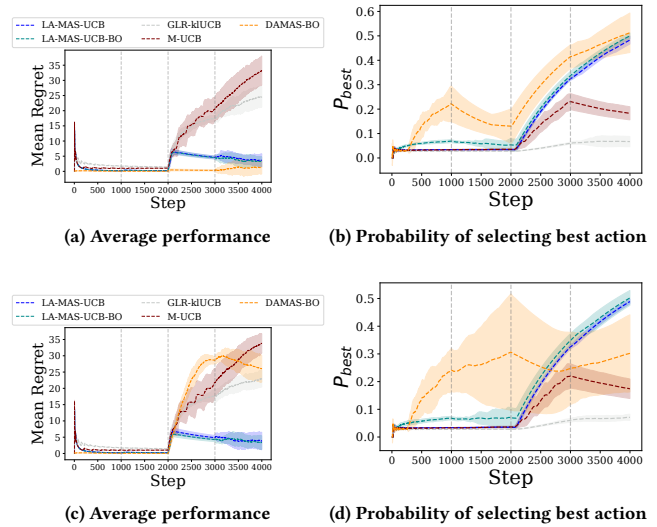 LA-MAS-UCB GLR-klUCB DAMAS-BO
LA-MAS-UCB-BO M-UCB
Mean Regret
35
30
25
20
15
10
5
0
0 500 1000 1500 2000 2500 3000 3500 4000
Step
(a) Average performance
P_best
0.6
0.5
0.4
0.3
0.2
0.1
0.0
0 500 1000 1500 2000 2500 3000 3500 4000
Step
(b) Probability of selecting best action
LA-MAS-UCB GLR-klUCB DAMAS-BO
LA-MAS-UCB-BO M-UCB
Mean Regret
35
30
25
20
15
10
5
0
0 500 1000 1500 2000 2500 3000 3500 4000
Step
(c) Average performance
P_best
0.5
0.4
0.3
0.2
0.1
0.0
0 500 1000 1500 2000 2500 3000 3500 4000
Step
(d) Probability of selecting best action